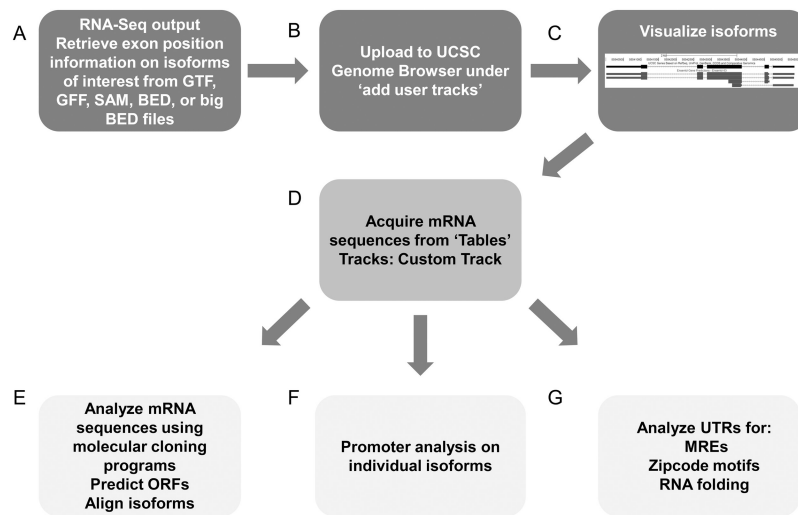 A
RNA-Seq output
Retrieve exon position
information on isoforms
of interest from GTF,
GFF, SAM, BED, or big
BED files
B
Upload to UCSC
Genome Browser under
‘add user tracks’
C
Visualize isoforms
D
Acquire mRNA
sequences from ‘Tables’
Tracks: Custom Track
E
Analyze mRNA
sequences using
molecular cloning
programs
Predict ORFs
Align isoforms
F
Promoter analysis on
individual isoforms
G
Analyze UTRs for:
MREs
Zipcode motifs
RNA folding